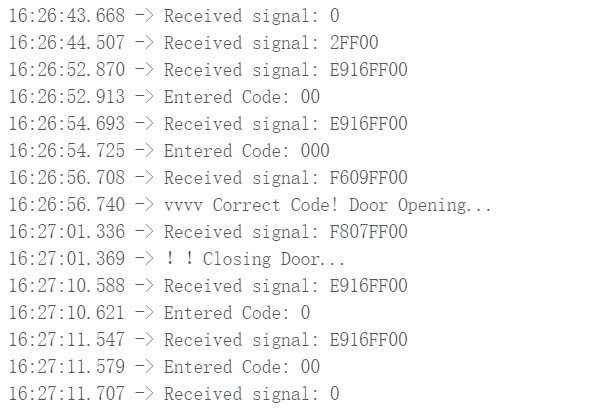 16:26:43.668 -> Received signal: 0
16:26:44.507 -> Received signal: 2FF00
16:26:52.870 -> Received signal: E916FF00
16:26:52.913 -> Entered Code: 00
16:26:54.693 -> Received signal: E916FF00
16:26:54.725 -> Entered Code: 000
16:26:56.708 -> Received signal: F609FF00
16:26:56.740 -> vvvv Correct Code! Door Opening...
16:27:01.336 -> Received signal: F807FF00
16:27:01.369 -> ！！Closing Door...
16:27:10.588 -> Received signal: E916FF00
16:27:10.621 -> Entered Code: 0
16:27:11.547 -> Received signal: E916FF00
16:27:11.579 -> Entered Code: 00
16:27:11.707 -> Received signal: 0